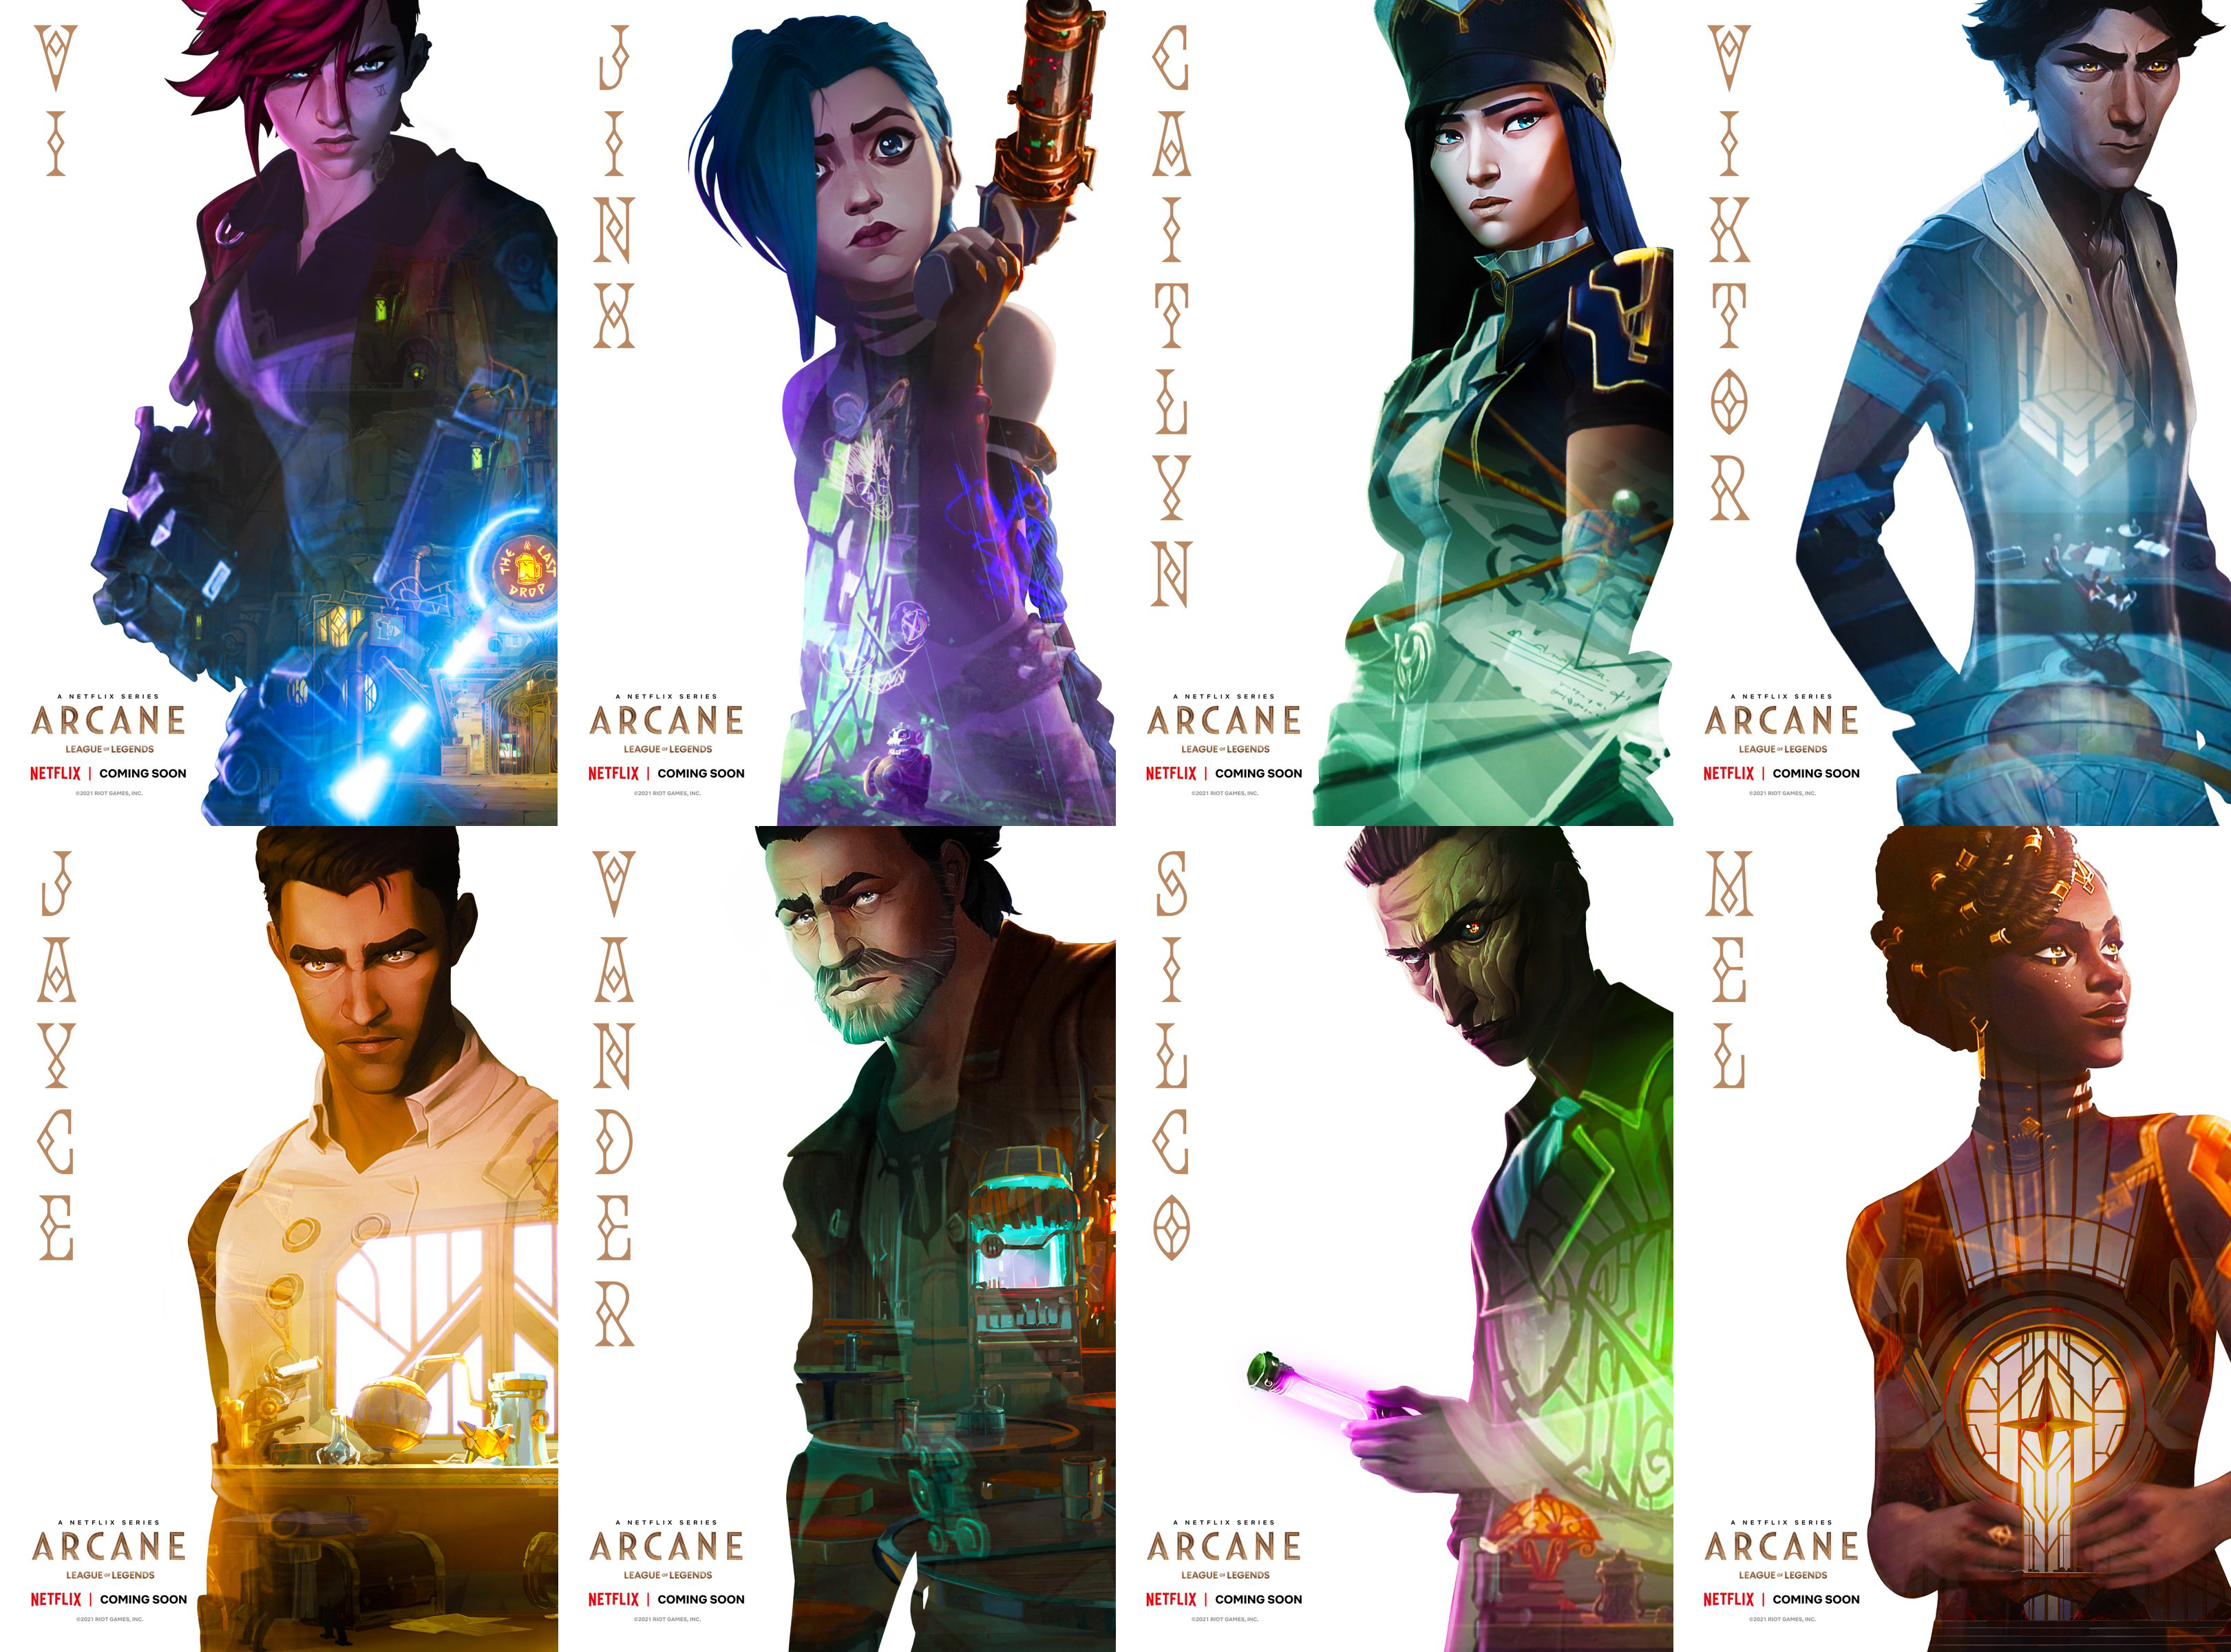 VI
A NETFLIX SERIES
ARCANE
LEAGUE OF LEGENDS
NETFLIX | COMING SOON
©2021 RIOT GAMES, INC.
VI
THE LAST
DROP
JINX
A NETFLIX SERIES
ARCANE
LEAGUE OF LEGENDS
NETFLIX | COMING SOON
©2021 RIOT GAMES, INC.
CAITLYN
A NETFLIX SERIES
ARCANE
LEAGUE OF LEGENDS
NETFLIX | COMING SOON
©2021 RIOT GAMES, INC.
VIKTOR
A NETFLIX SERIES
ARCANE
LEAGUE OF LEGENDS
NETFLIX | COMING SOON
©2021 RIOT GAMES, INC.
JAYCE
A NETFLIX SERIES
ARCANE
LEAGUE OF LEGENDS
NETFLIX | COMING SOON
©2021 RIOT GAMES, INC.
VANDER
A NETFLIX SERIES
ARCANE
LEAGUE OF LEGENDS
NETFLIX | COMING SOON
©2021 RIOT GAMES, INC.
SILCO
A NETFLIX SERIES
ARCANE
LEAGUE OF LEGENDS
NETFLIX | COMING SOON
©2021 RIOT GAMES, INC.
MEL
A NETFLIX SERIES
ARCANE
LEAGUE OF LEGENDS
NETFLIX | COMING SOON
©2021 RIOT GAMES, INC.